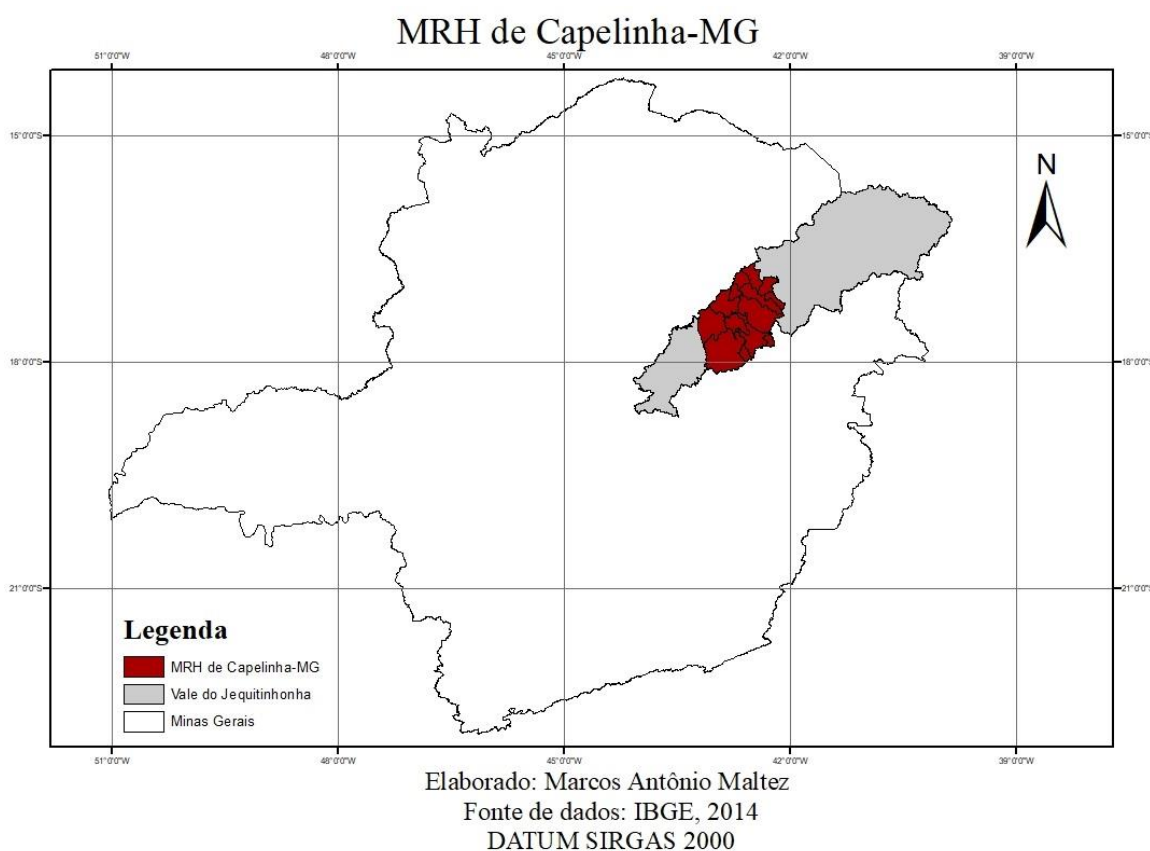 MRH de Capelinha-MG
51°0'0"W 48°0'0"W 45°0'0"W 42°0'0"W 39°0'0"W
15°0'0"S 15°0'0"S
N
18°0'0"S 18°0'0"S
21°0'0"S 21°0'0"S
Legenda
MRH de Capelinha-MG
Vale do Jequitinhonha
Minas Gerais
51°0'0"W 48°0'0"W 45°0'0"W 42°0'0"W 39°0'0"W
Elaborado: Marcos Antônio Maltez
Fonte de dados: IBGE, 2014
DATUM SIRGAS 2000